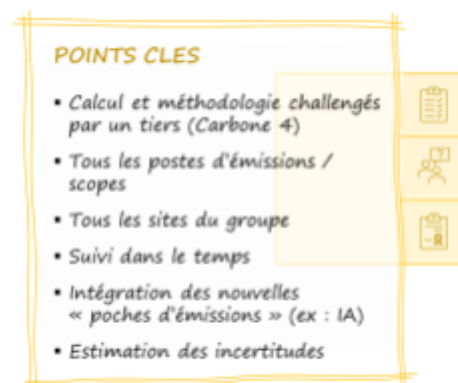 POINTS CLES
▪ Calcul et méthodologie challengés
par un tiers (Carbone 4)
▪ Tous les postes d'émissions /
scopes
▪ Tous les sites du groupe
▪ Suivi dans le temps
▪ Intégration des nouvelles
« poches d'émissions » (ex : IA)
▪ Estimation des incertitudes